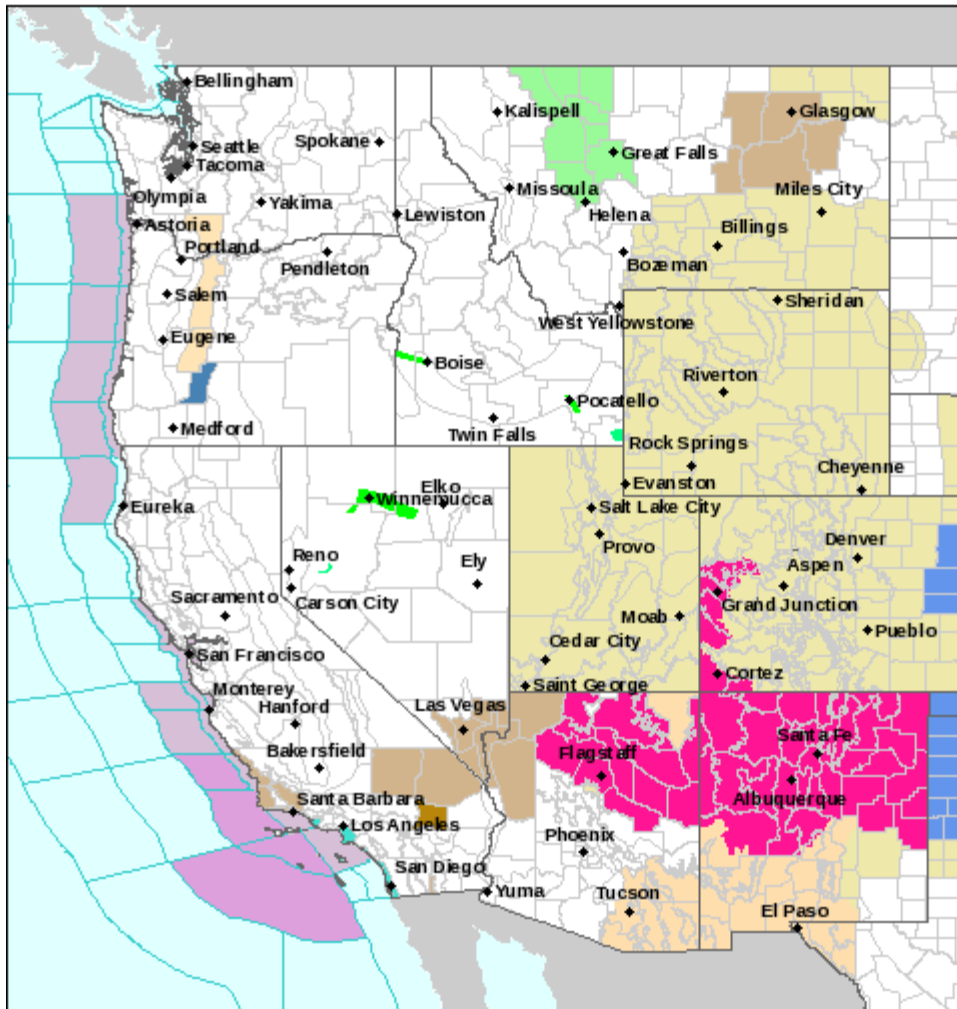 Bellingham
Kalispell
Glasgow
Seattle
Spokane
Great Falls
Tacoma
Olympia
Missoula
Miles City
Yakima
Lewiston
Helena
Astoria
Portland
Billings
Pendleton
Bozeman
Salem
Sheridan
West Yellowstone
Eugene
Boise
Riverton
Pocatello
Medford
Twin Falls
Rock Springs
Cheyenne
Evanston
Elko
Winnemucca
Eureka
Salt Lake City
Provo
Denver
Reno
Ely
Aspen
Carson City
Grand Junction
Sacramento
Moab
Pueblo
Cedar City
San Francisco
Cortez
Saint George
Monterey
Las Vegas
Hanford
Santa Fe
Bakersfield
Flagstaff
Albuquerque
Santa Barbara
Los Angeles
Phoenix
San Diego
Yuma
Tucson
El Paso